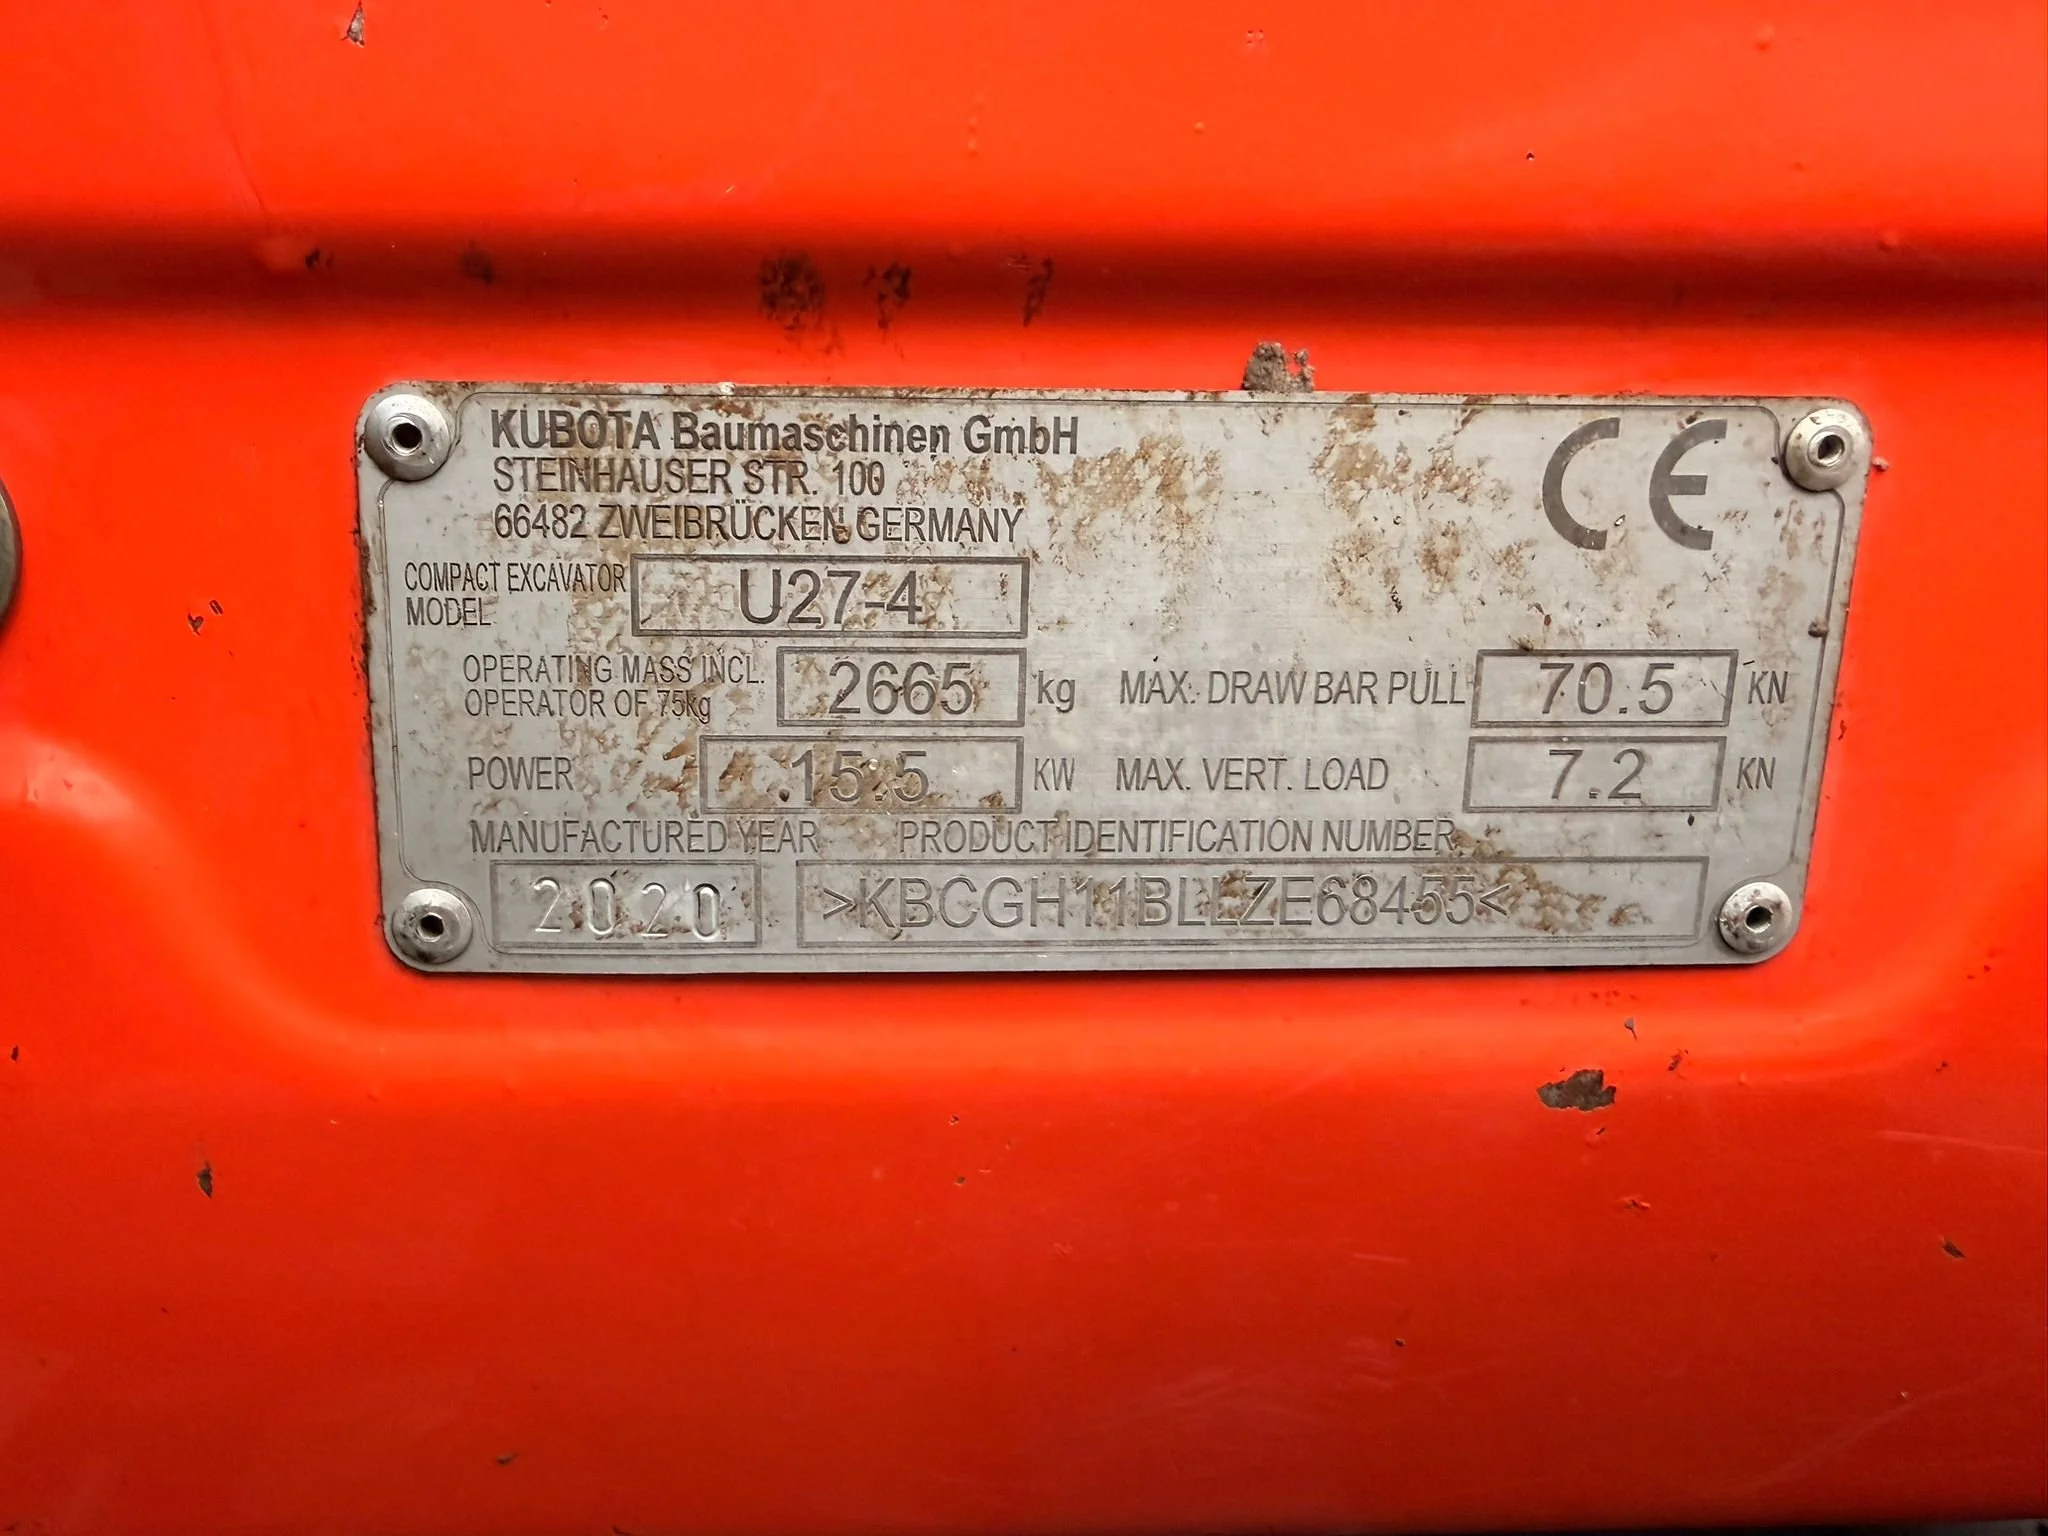 KUBOTA Baumaschinen GmbH
STEINHAUSER STR. 100
66482 ZWEIBRÜCKEN GERMANY
CE
COMPACT EXCAVATOR
MODEL
U27-4
OPERATING MASS INCL.
OPERATOR OF 75kg
2665 kg
MAX. DRAW BAR PULL 70.5 KN
POWER 15.5 KW
MAX. VERT. LOAD 7.2 KN
MANUFACTURED YEAR
2020
PRODUCT IDENTIFICATION NUMBER
>KBCGH11BLLZE68455<